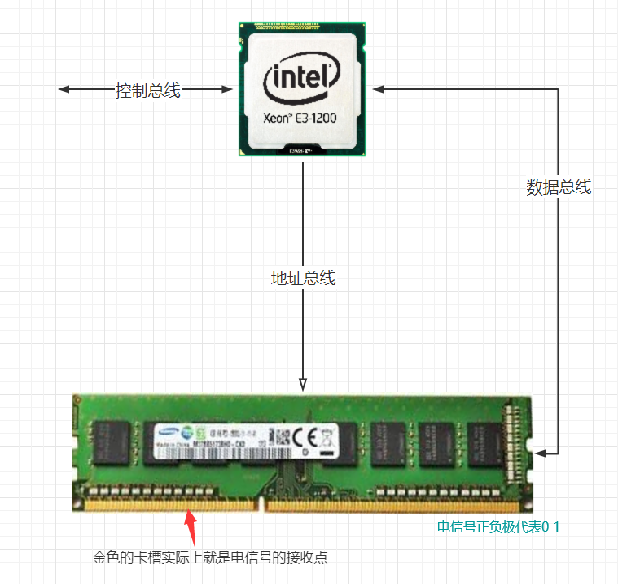 intel
Xeon® E3-1200
控制总线
数据总线
地址总线
SAMSUNG
CE
电信号正负极代表0 1
金色的卡槽实际上就是电信号的接收点